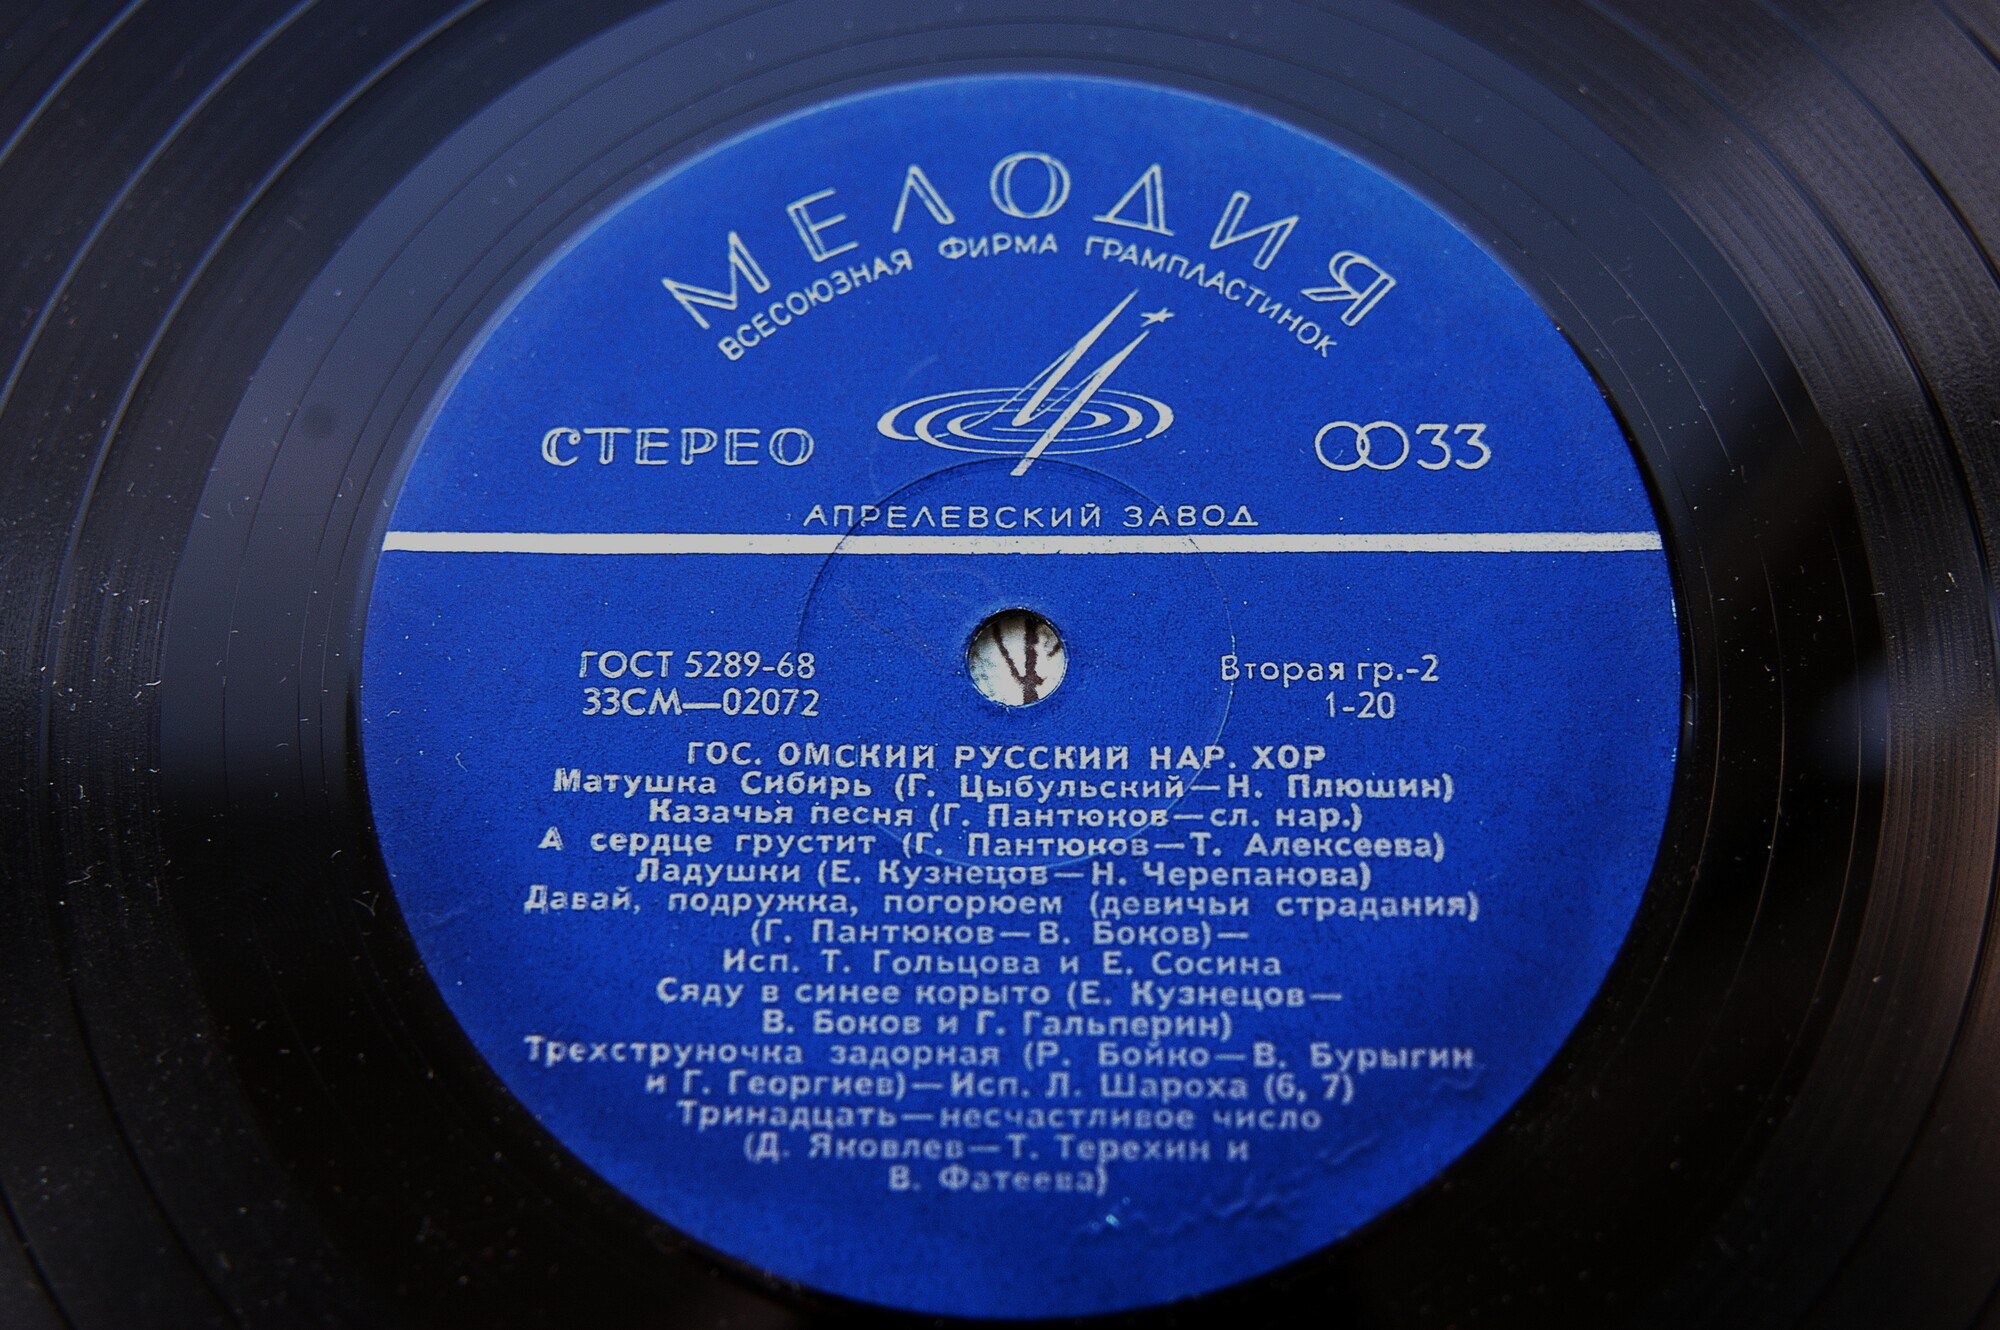 МЕЛОДИЯ
ВСЕСОЮЗНАЯ ФИРМА ГРАМПЛАСТИНОК
СТЕРЕО
33
АПРЕЛЕВСКИЙ ЗАВОД
ГОСТ 5289-68
Вторая гр.-2
33СМ—02072
1-20
ГОС. ОМСКИЙ РУССКИЙ НАР. ХОР
Матушка Сибирь (Г. Цыбульский—Н. Плюшин)
Казачья песня (Г. Пантюков—сл. нар.)
А сердце грустит (Г. Пантюков—Т. Алексеева)
Ладушки (Е. Кузнецов—Н. Черепанова)
Давай, подружка, погорюем (девичьи страдания)
(Г. Пантюков—В. Боков)—
Исп. Т. Гольцова и Е. Сосина
Сяду в синее корыто (Е. Кузнецов—
В. Боков и Г. Гальперин)
Трехструночка задорная (Р. Бойко—В. Бурыгин
и Г. Георгиев)—Исп. Л. Шароха (6, 7)
Тринадцать—несчастливое число
(Д. Яковлев—Т. Терехин и
В. Фатеева)